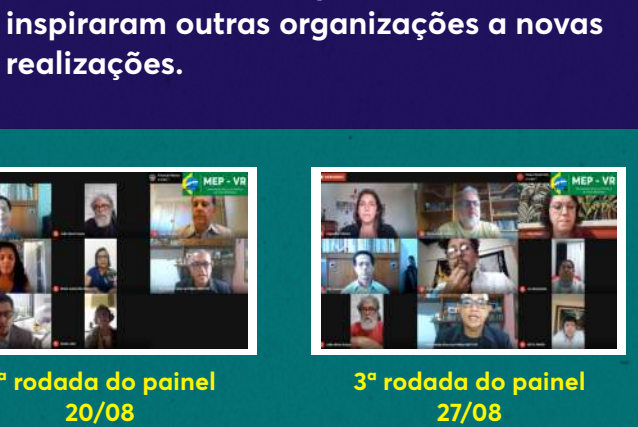 inspiraram outras organizações a novas
realizações.
MEP - VR
MEP - VR
ª rodada do painel
20/08
3ª rodada do painel
27/08